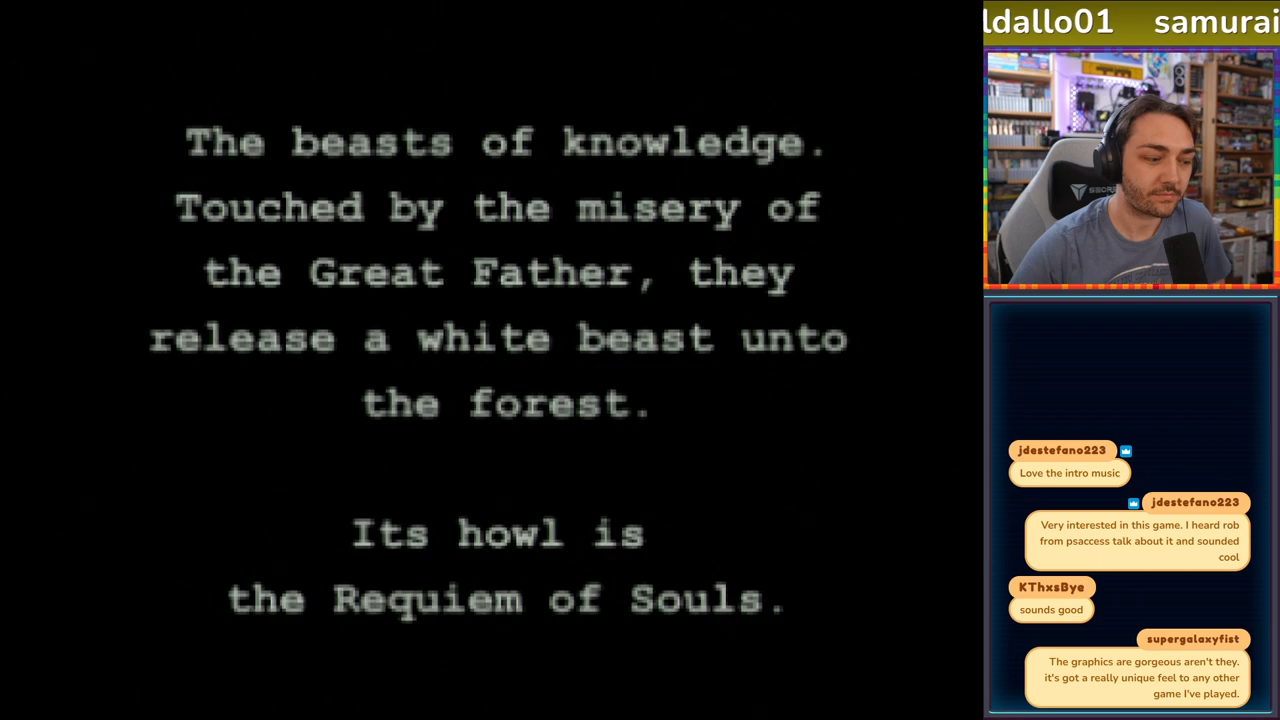 The beasts of knowledge.
Touched by the misery of
the Great Father, they
release a white beast unto
the forest.
Its howl is
the Requiem of Souls.
ldallo01 samurai
jdestefano223
Love the intro music
jdestefano223
Very interested in this game. I heard rob
from psaccess talk about it and sounded
cool
KThxsBye
sounds good
supergalaxyfist
The graphics are gorgeous aren't they.
it's got a really unique feel to any other
game I've played.